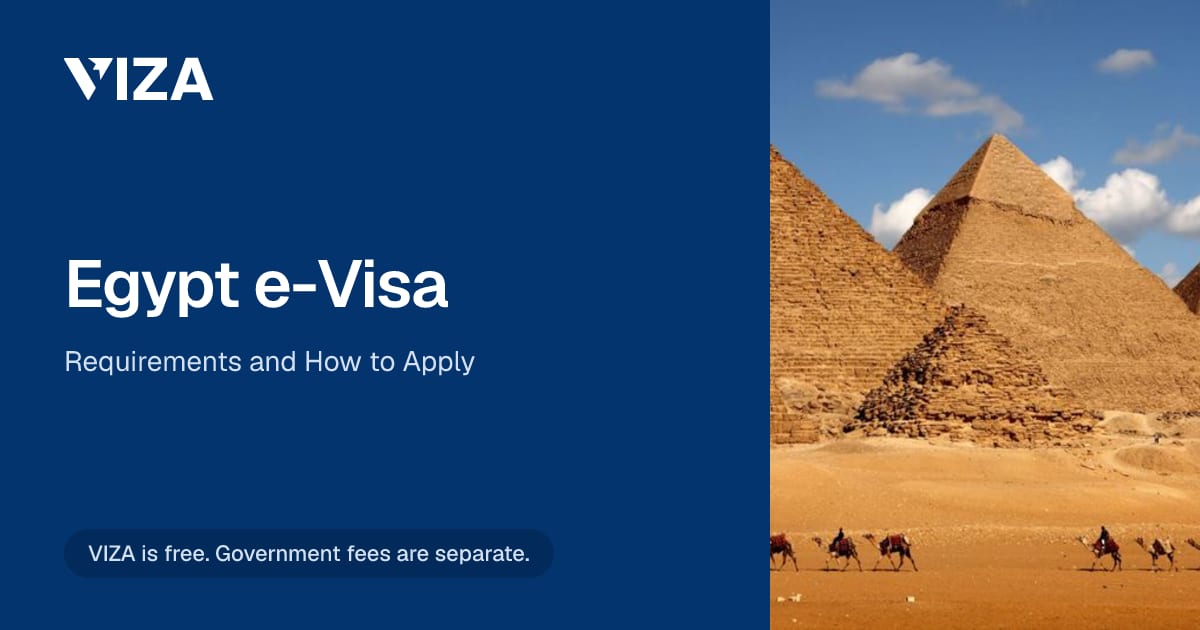 VIZA
Egypt e-Visa
Requirements and How to Apply
VIZA is free. Government fees are separate.